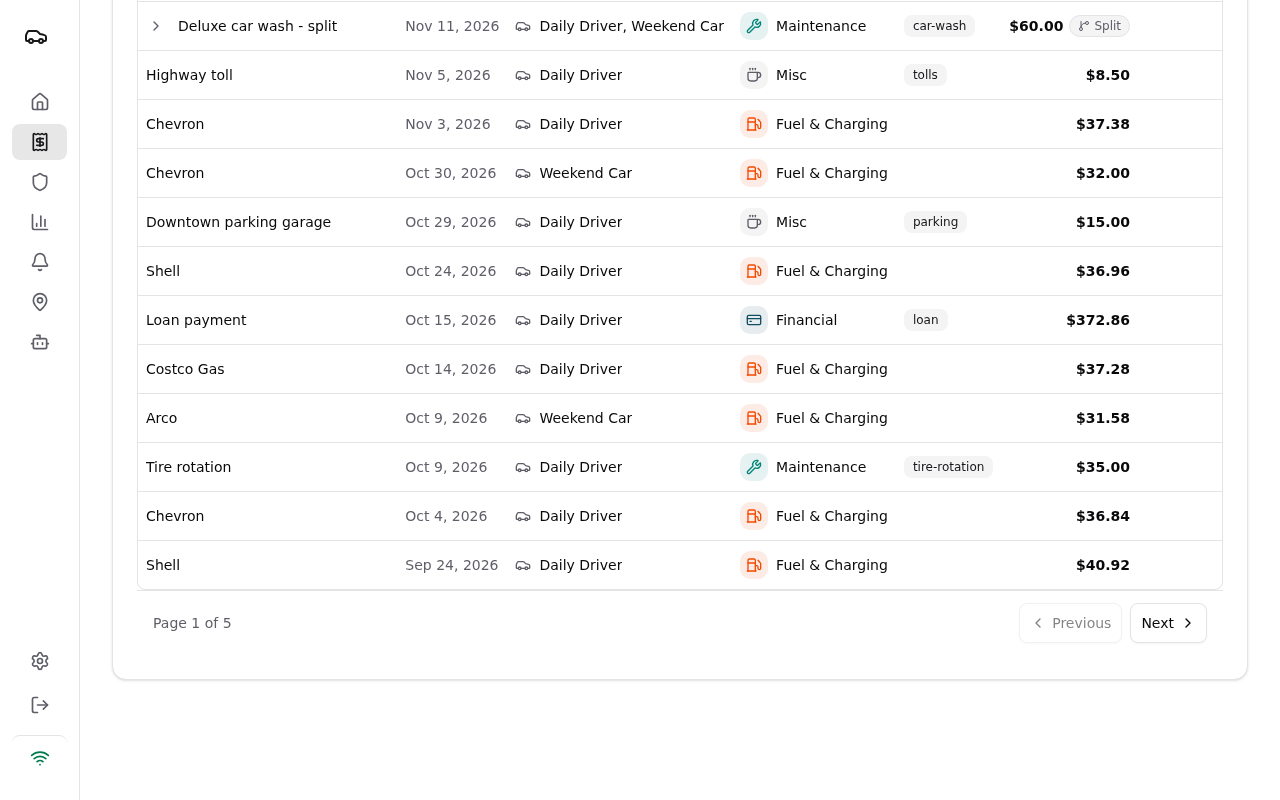 Deluxe car wash - split Nov 11, 2026 Daily Driver, Weekend Car Maintenance car-wash $60.00 Split
Highway toll Nov 5, 2026 Daily Driver Misc tolls $8.50
Chevron Nov 3, 2026 Daily Driver Fuel & Charging $37.38
Chevron Oct 30, 2026 Weekend Car Fuel & Charging $32.00
Downtown parking garage Oct 29, 2026 Daily Driver Misc parking $15.00
Shell Oct 24, 2026 Daily Driver Fuel & Charging $36.96
Loan payment Oct 15, 2026 Daily Driver Financial loan $372.86
Costco Gas Oct 14, 2026 Daily Driver Fuel & Charging $37.28
Arco Oct 9, 2026 Weekend Car Fuel & Charging $31.58
Tire rotation Oct 9, 2026 Daily Driver Maintenance tire-rotation $35.00
Chevron Oct 4, 2026 Daily Driver Fuel & Charging $36.84
Shell Sep 24, 2026 Daily Driver Fuel & Charging $40.92
Page 1 of 5 Previous Next